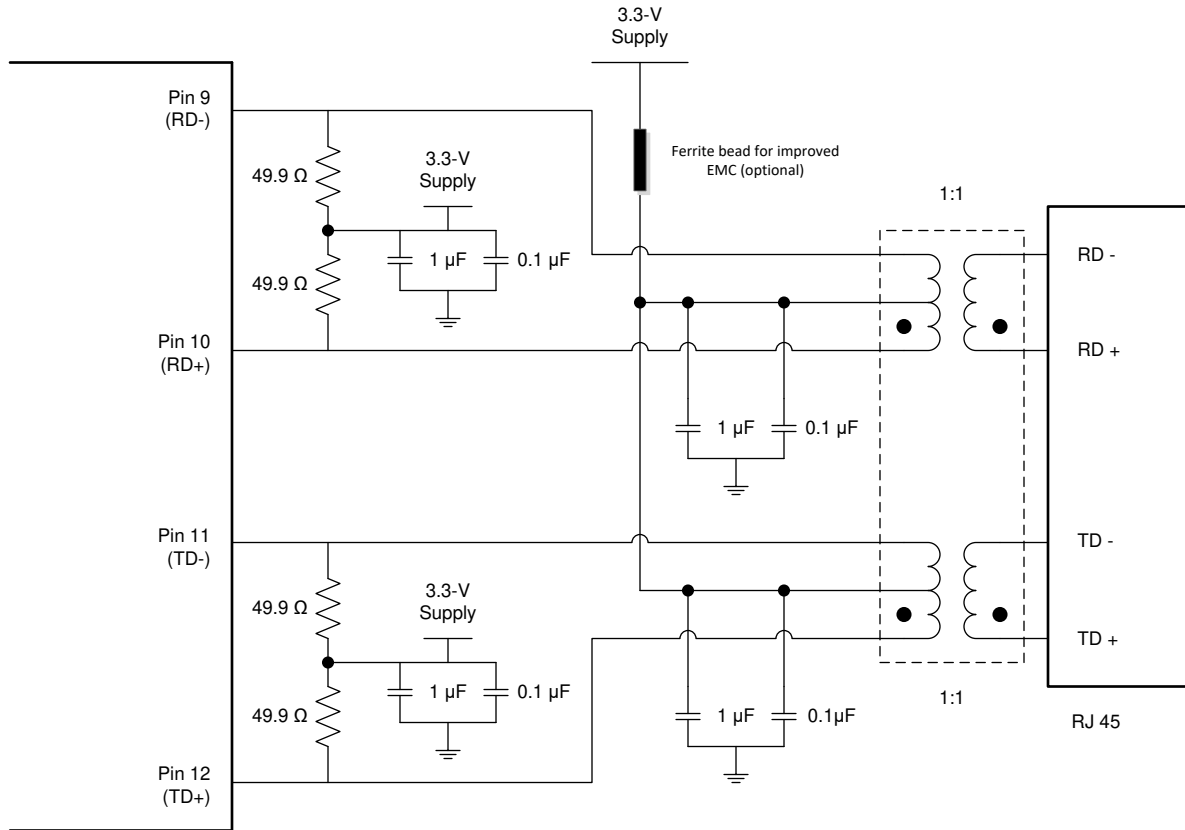 3.3-V
Supply
Pin 9
(RD-)
49.9 Ω
3.3-V
Supply
Ferrite bead for improved
EMC (optional)
1:1
1 µF
0.1 µF
RD -
49.9 Ω
Pin 10
(RD+)
RD +
1 µF
0.1 µF
Pin 11
(TD-)
TD -
49.9 Ω
3.3-V
Supply
TD +
1 µF
0.1 µF
49.9 Ω
1 µF
0.1µF
1:1
RJ 45
Pin 12
(TD+)